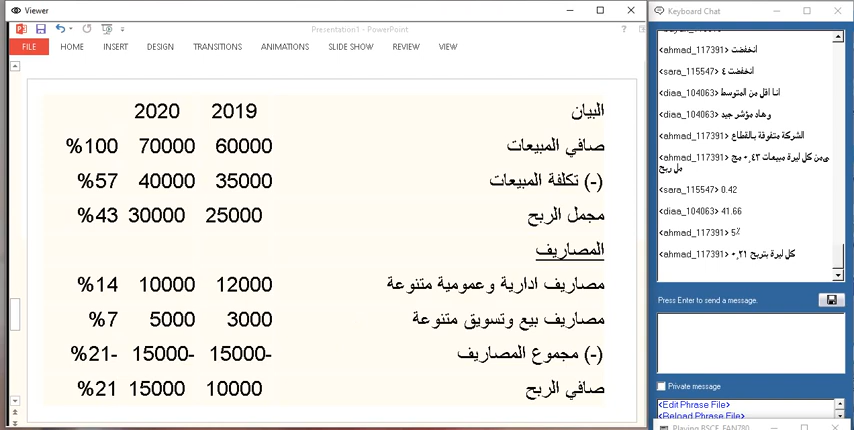 Viewer
Presentation1 - PowerPoint
FILE HOME INSERT DESIGN TRANSITIONS ANIMATIONS SLIDE SHOW REVIEW VIEW
البيان 2019 2020
صافي المبيعات 60000 70000 %100
(-) تكلفة المبيعات 35000 40000 %57
مجمل الربح 25000 30000 %43
المصاريف
مصاريف ادارية وعمومية متنوعة 12000 10000 %14
مصاريف بيع وتسويق متنوعة 3000 5000 %7
(-) مجموع المصاريف 15000- 15000- %21-
صافي الربح 10000 15000 %21
Keyboard Chat
<ahmad_117391> انخفضت
<sara_115547> انخفضت ٤
<diaa_104063> انا اقل من المتوسط
<diaa_104063> وهاد مؤشر جيد
<ahmad_117391> الشركة متفوقة بالقطاع
<ahmad_117391> من كل ليرة مبيعات ٠,٤٣
<sara_115547> 0.42
<diaa_104063> 41.66
<ahmad_117391> 5٪
<ahmad_117391> كل ليرة بتربح ٠,٢١
Press Enter to send a message.
Private message
<Edit Phrase File>
<Reload Phrase File>
Playing RSCF_FAN780